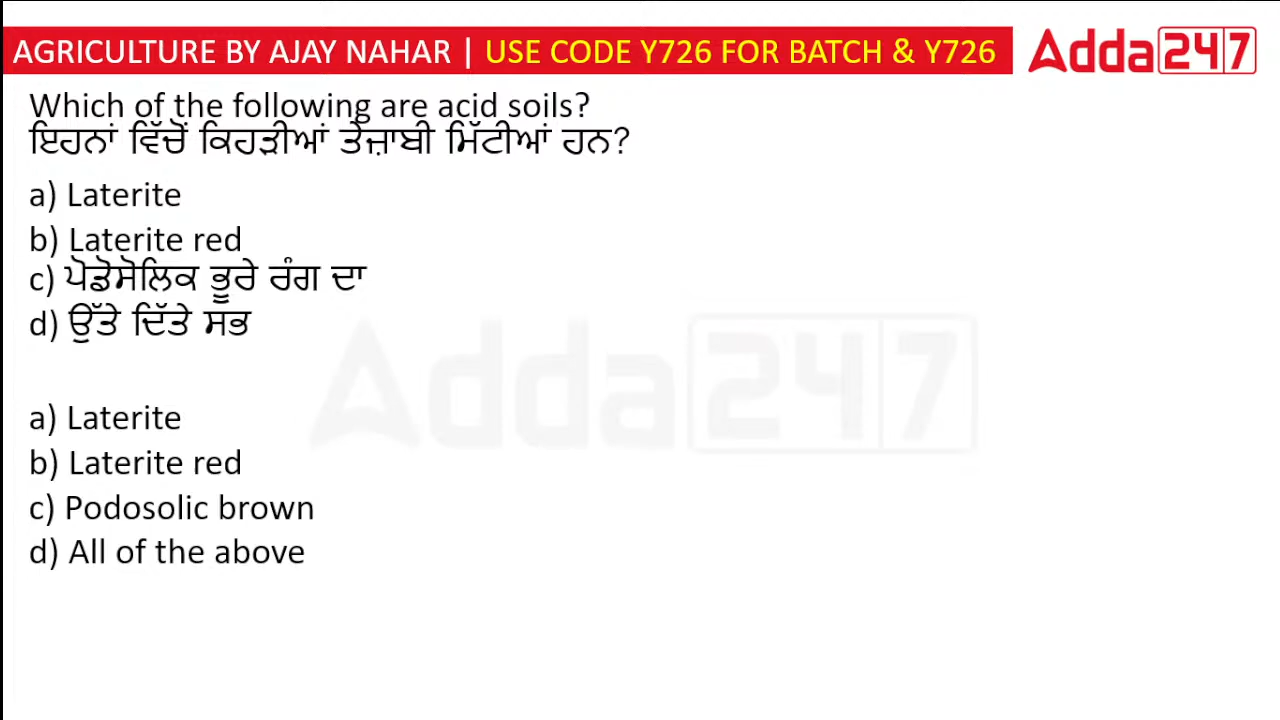 AGRICULTURE BY AJAY NAHAR | USE CODE Y726 FOR BATCH & Y726
Adda247
Which of the following are acid soils?
ਇਹਨਾਂ ਵਿੱਚੋਂ ਕਿਹੜੀਆਂ ਤੇਜ਼ਾਬੀ ਮਿੱਟੀਆਂ ਹਨ?
a) Laterite
b) Laterite red
c) ਪੋਡੋਸੋਲਿਕ ਭੂਰੇ ਰੰਗ ਦਾ
d) ਉੱਤੇ ਦਿੱਤੇ ਸਭ
a) Laterite
b) Laterite red
c) Podosolic brown
d) All of the above
Adda247